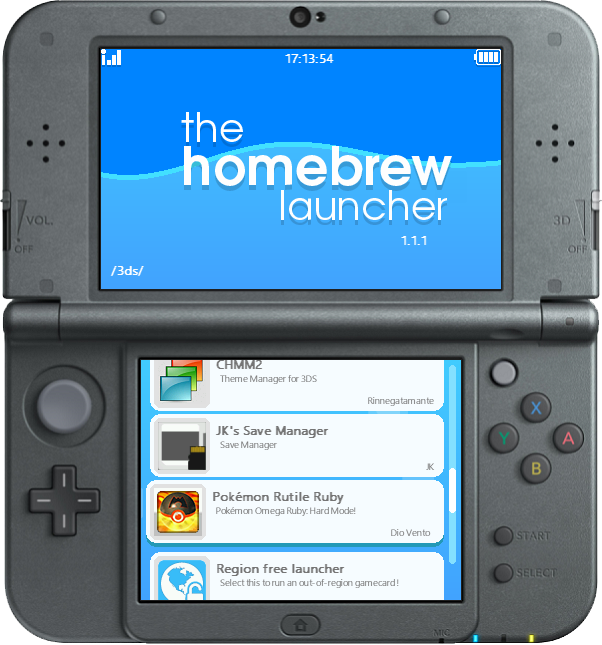 17:13:54
the
homebrew
launcher
1.1.1
/3ds/
VOL.
OFF
3D
OFF
CHMM2
Theme Manager for 3DS
Rinnegatamante
JK's Save Manager
Save Manager
JK
Pokémon Rutile Ruby
Pokémon Omega Ruby: Hard Mode!
Dio Vento
Region free launcher
Select this to run an out-of-region gamecard!
X
Y
A
B
START
SELECT
MIC